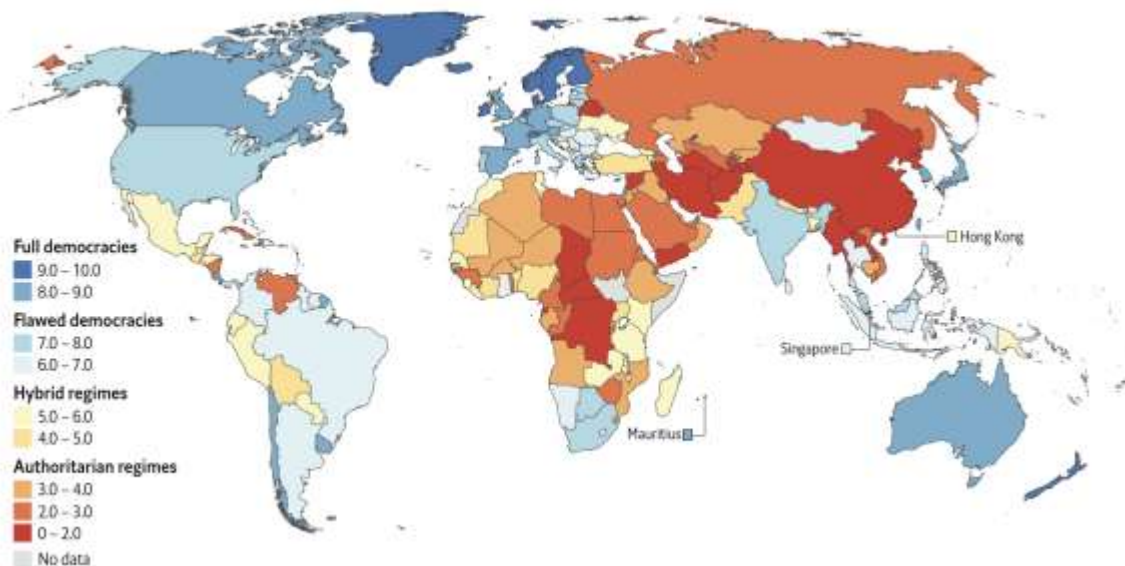 Full democracies
9.0 – 10.0
8.0 – 9.0
Flawed democracies
7.0 – 8.0
6.0 – 7.0
Hybrid regimes
5.0 – 6.0
4.0 – 5.0
Authoritarian regimes
3.0 – 4.0
2.0 – 3.0
0 – 2.0
No data
Hong Kong
Singapore
Mauritius